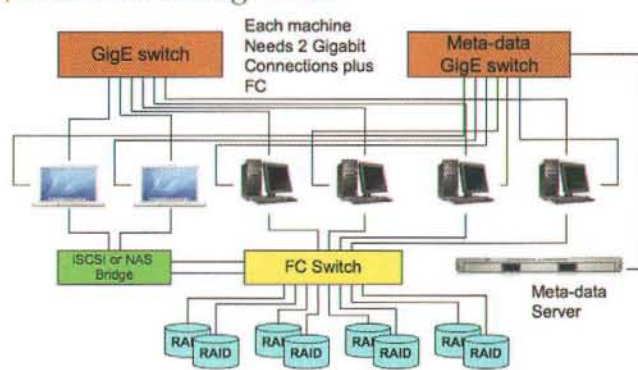 GigE switch
Each machine
Needs 2 Gigabit
Connections plus
FC
Meta-data
GigE switch
iSCSI or NAS
Bridge
FC Switch
Meta-data
Server
RAID
RAID
RAID
RAID
RAID
RAID
RAID